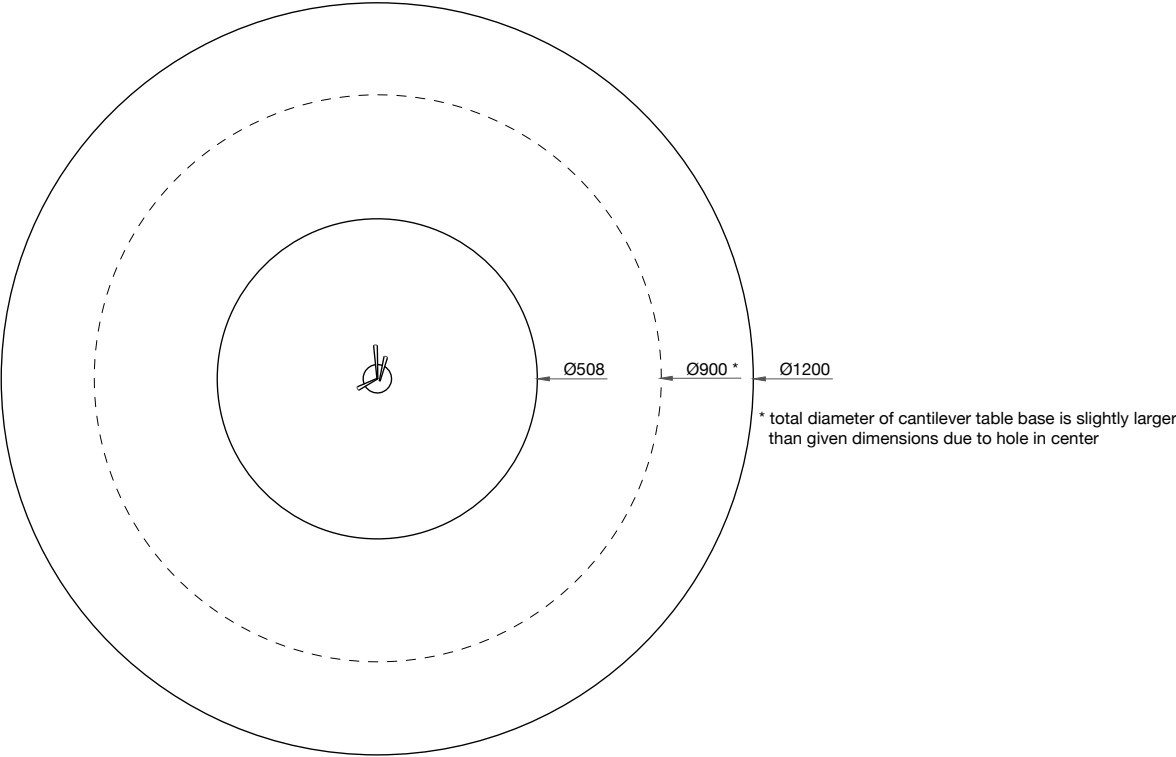 Ø508
Ø900 *
Ø1200
* total diameter of cantilever table base is slightly larger
than given dimensions due to hole in center